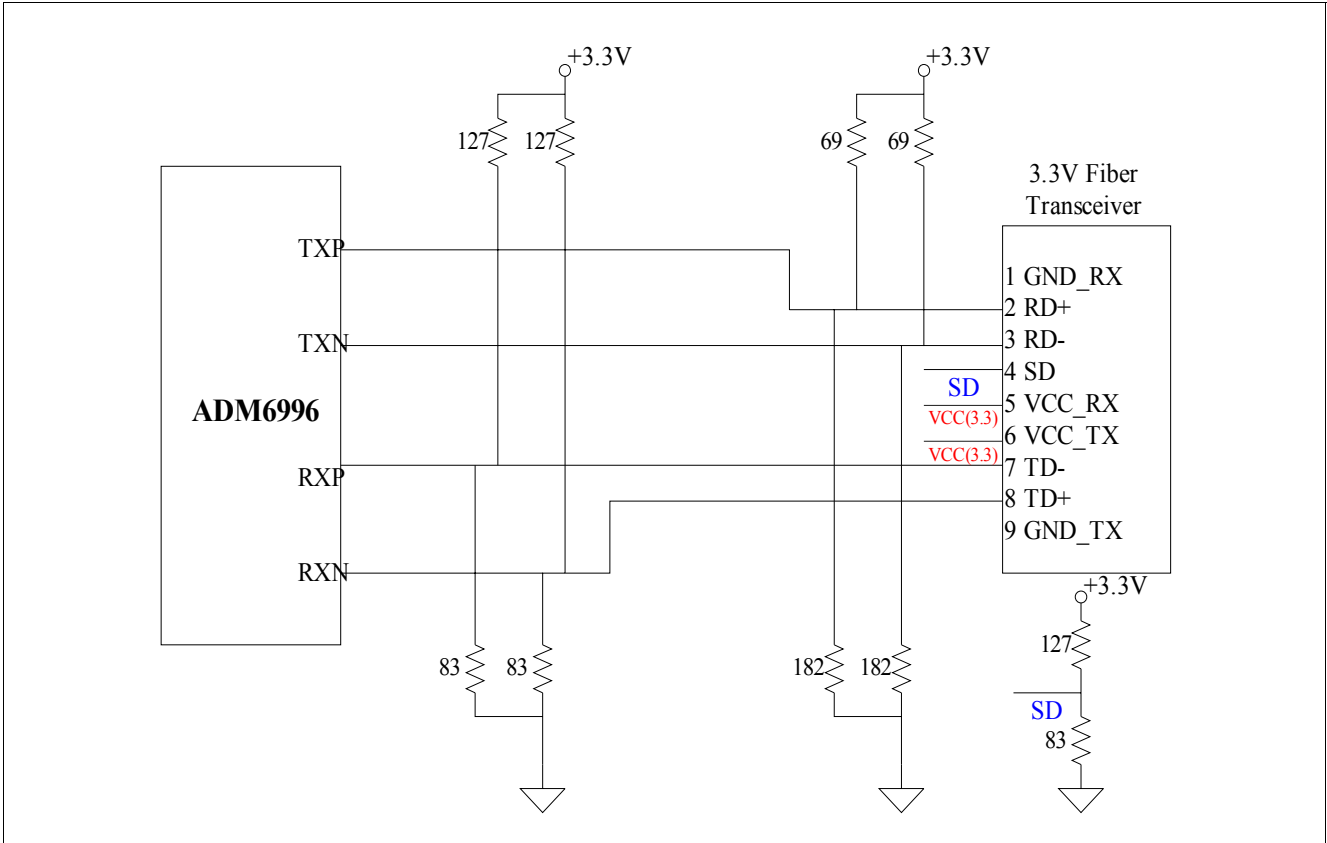 +3.3V
+3.3V
127
127
69
69
3.3V Fiber
Transceiver
TXP
1 GND_RX
2 RD+
TXN
3 RD-
4 SD
SD
ADM6996
5 VCC_RX
VCC(3.3)
6 VCC_TX
VCC(3.3)
RXP
7 TD-
8 TD+
9 GND_TX
RXN
+3.3V
127
83
83
182
182
SD
83